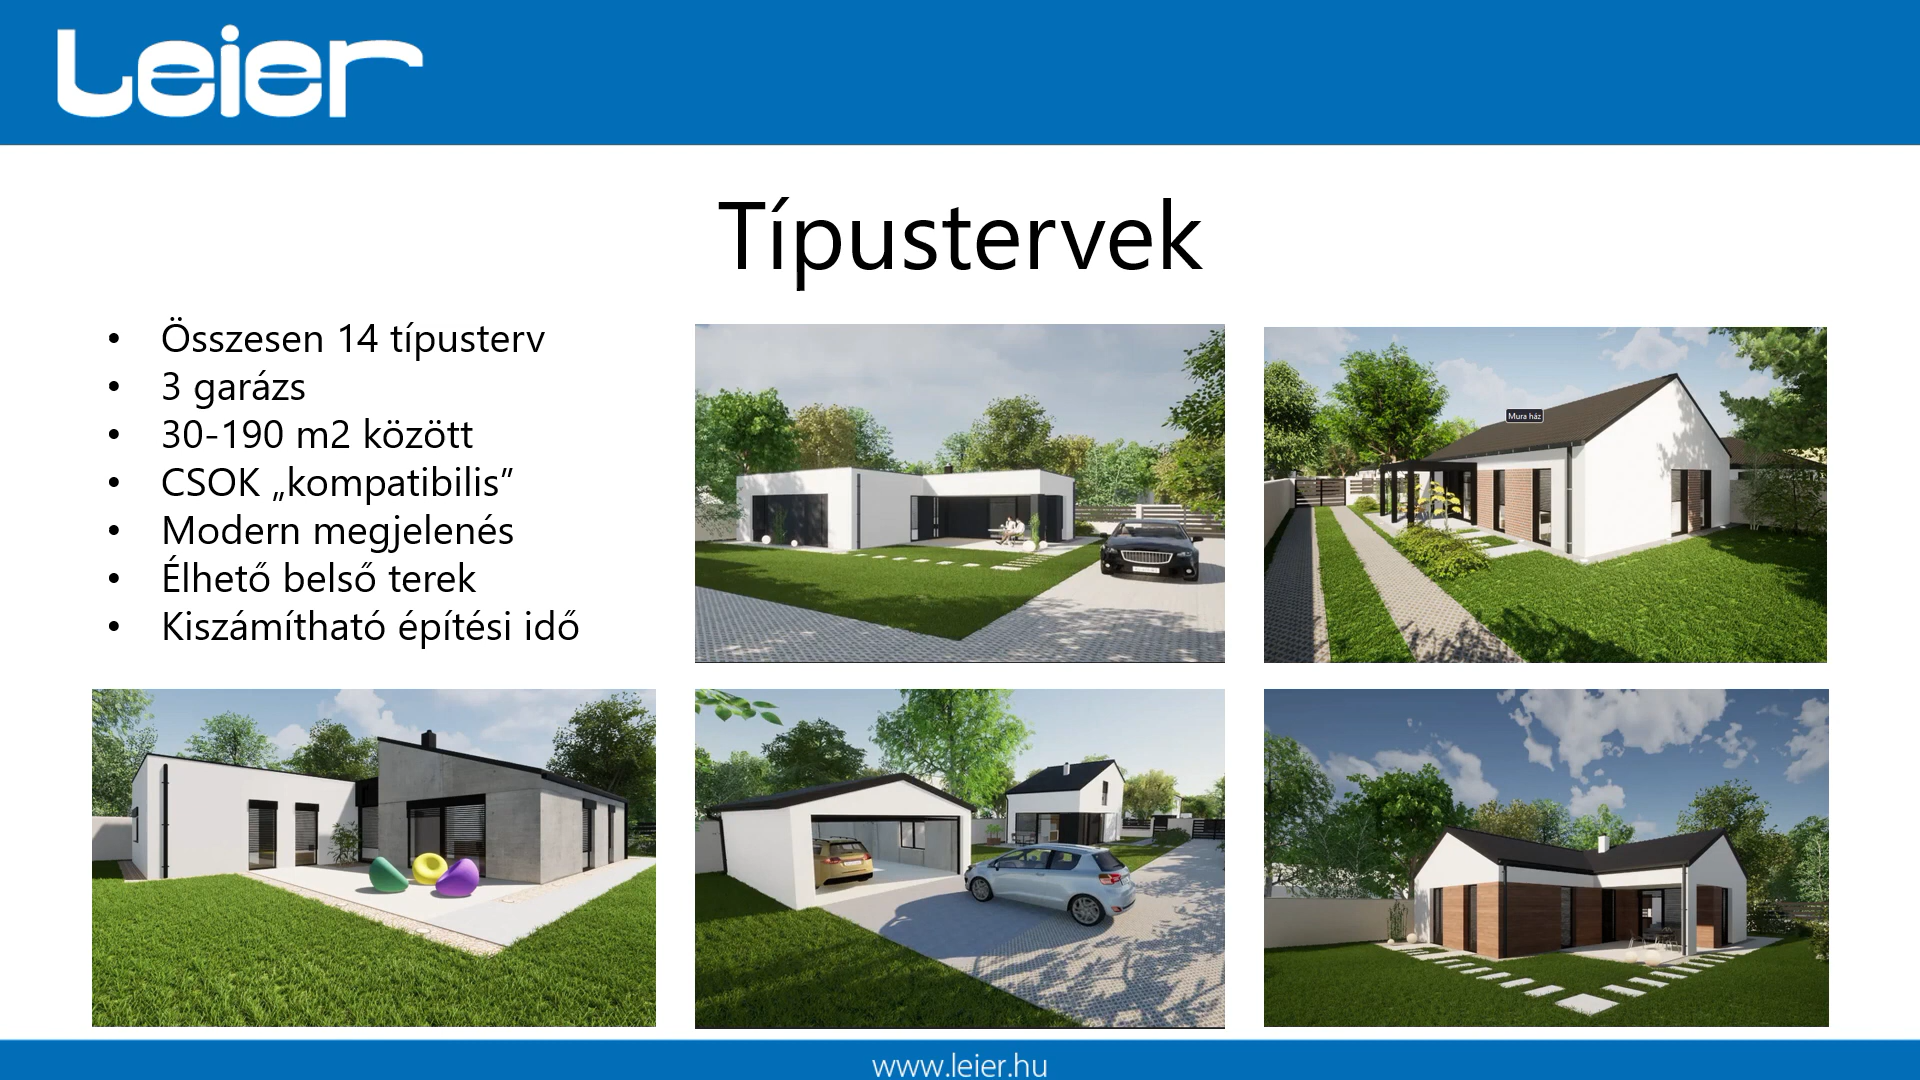 Leier
Típustervek
• Összesen 14 típusterv
• 3 garázs
• 30-190 m2 között
• CSOK „kompatibilis”
• Modern megjelenés
• Élhető belső terek
• Kiszámítható építési idő
Mura ház
www.leier.hu